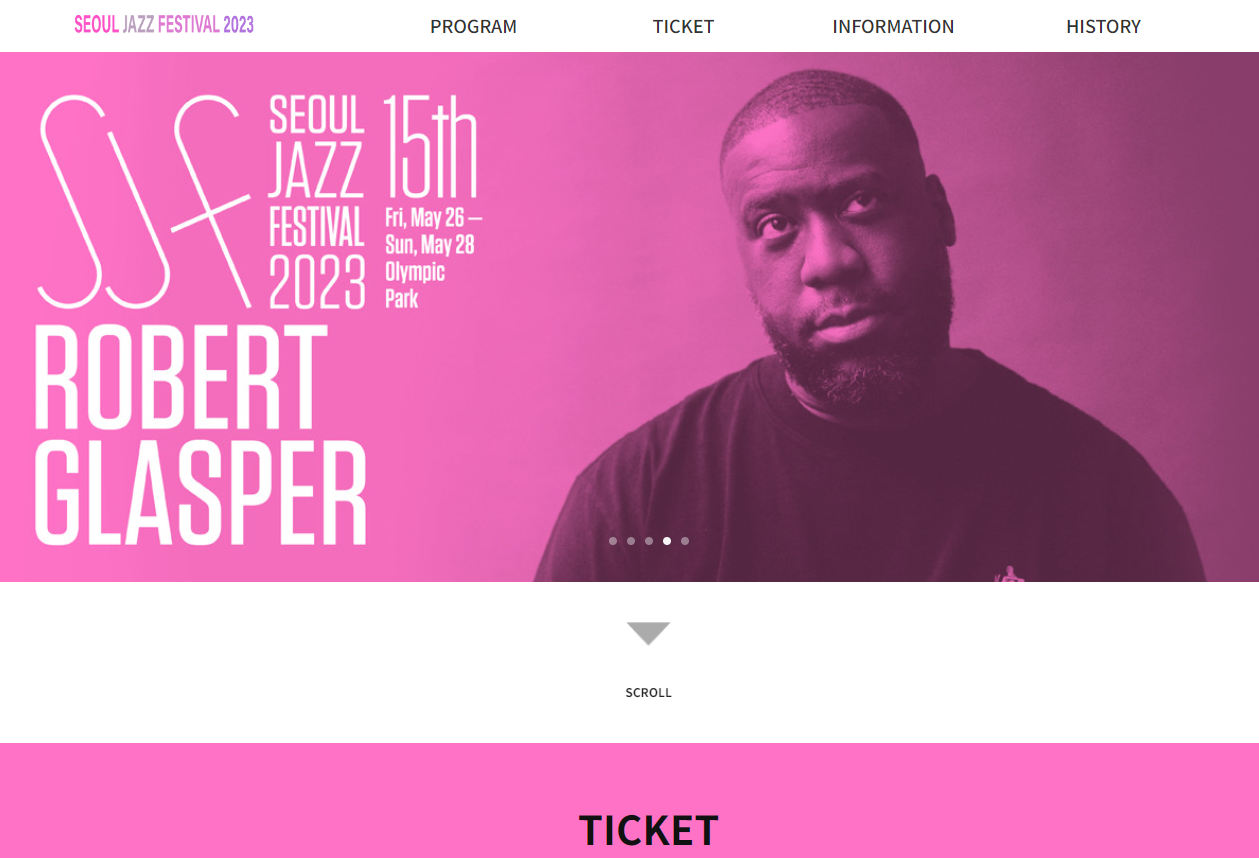 SEOUL JAZZ FESTIVAL 2023
PROGRAM
TICKET
INFORMATION
HISTORY
SJF
SEOUL
JAZZ
FESTIVAL
2023
15th
Fri, May 26 —
Sun, May 28
Olympic
Park
ROBERT
GLASPER
SCROLL
TICKET